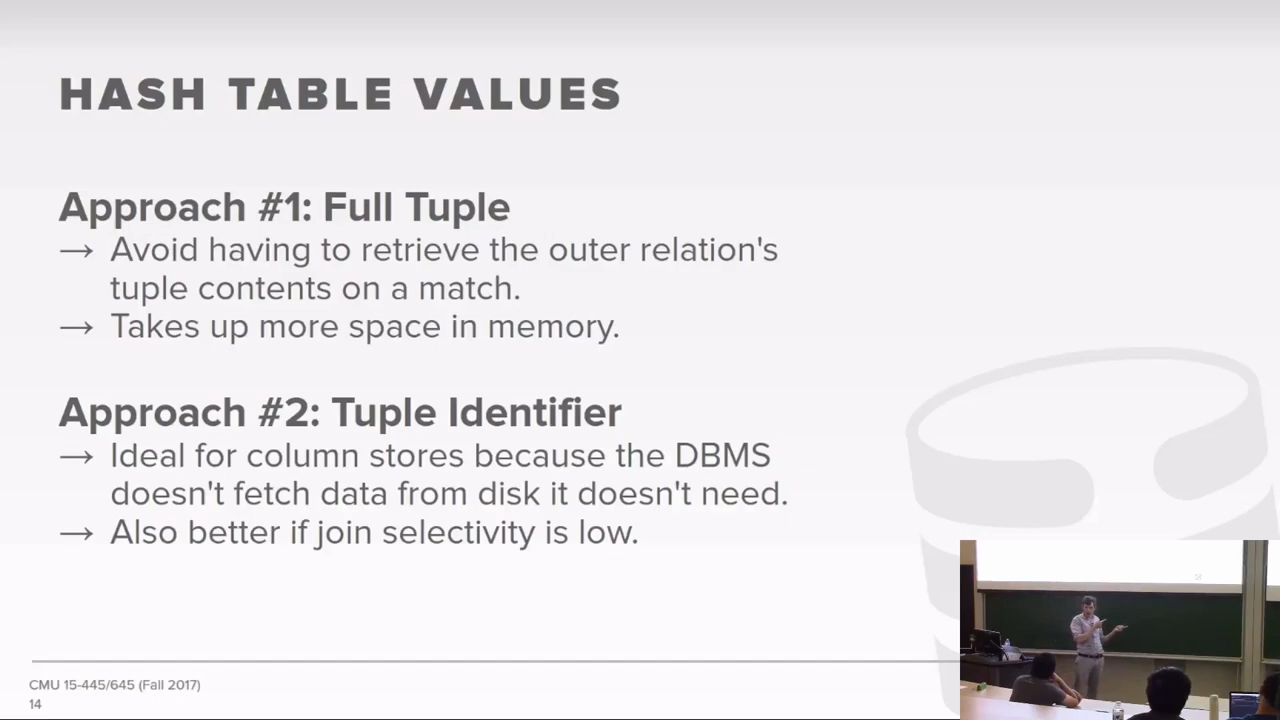 HASH TABLE VALUES
Approach #1: Full Tuple
→ Avoid having to retrieve the outer relation's
tuple contents on a match.
→ Takes up more space in memory.
Approach #2: Tuple Identifier
→ Ideal for column stores because the DBMS
doesn't fetch data from disk it doesn't need.
→ Also better if join selectivity is low.
CMU 15-445/645 (Fall 2017)
14